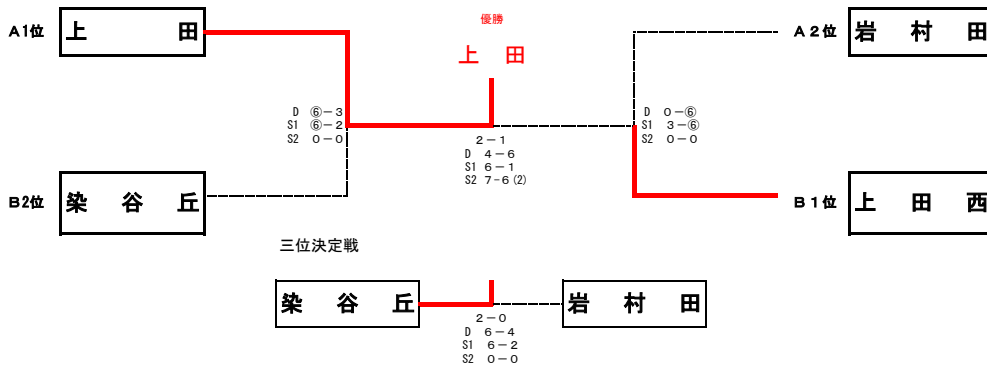 優勝
上 田
A1位 上 田
A2位 岩 村 田
D ⑥-3
S1 ⑥-2
S2 0-0
D 0-⑥
S1 3-⑥
S2 0-0
2-1
D 4-6
S1 6-1
S2 7-6(2)
B2位 染 谷 丘
B1位 上 田 西
三位決定戦
染 谷 丘
岩 村 田
2-0
D 6-4
S1 6-2
S2 0-0